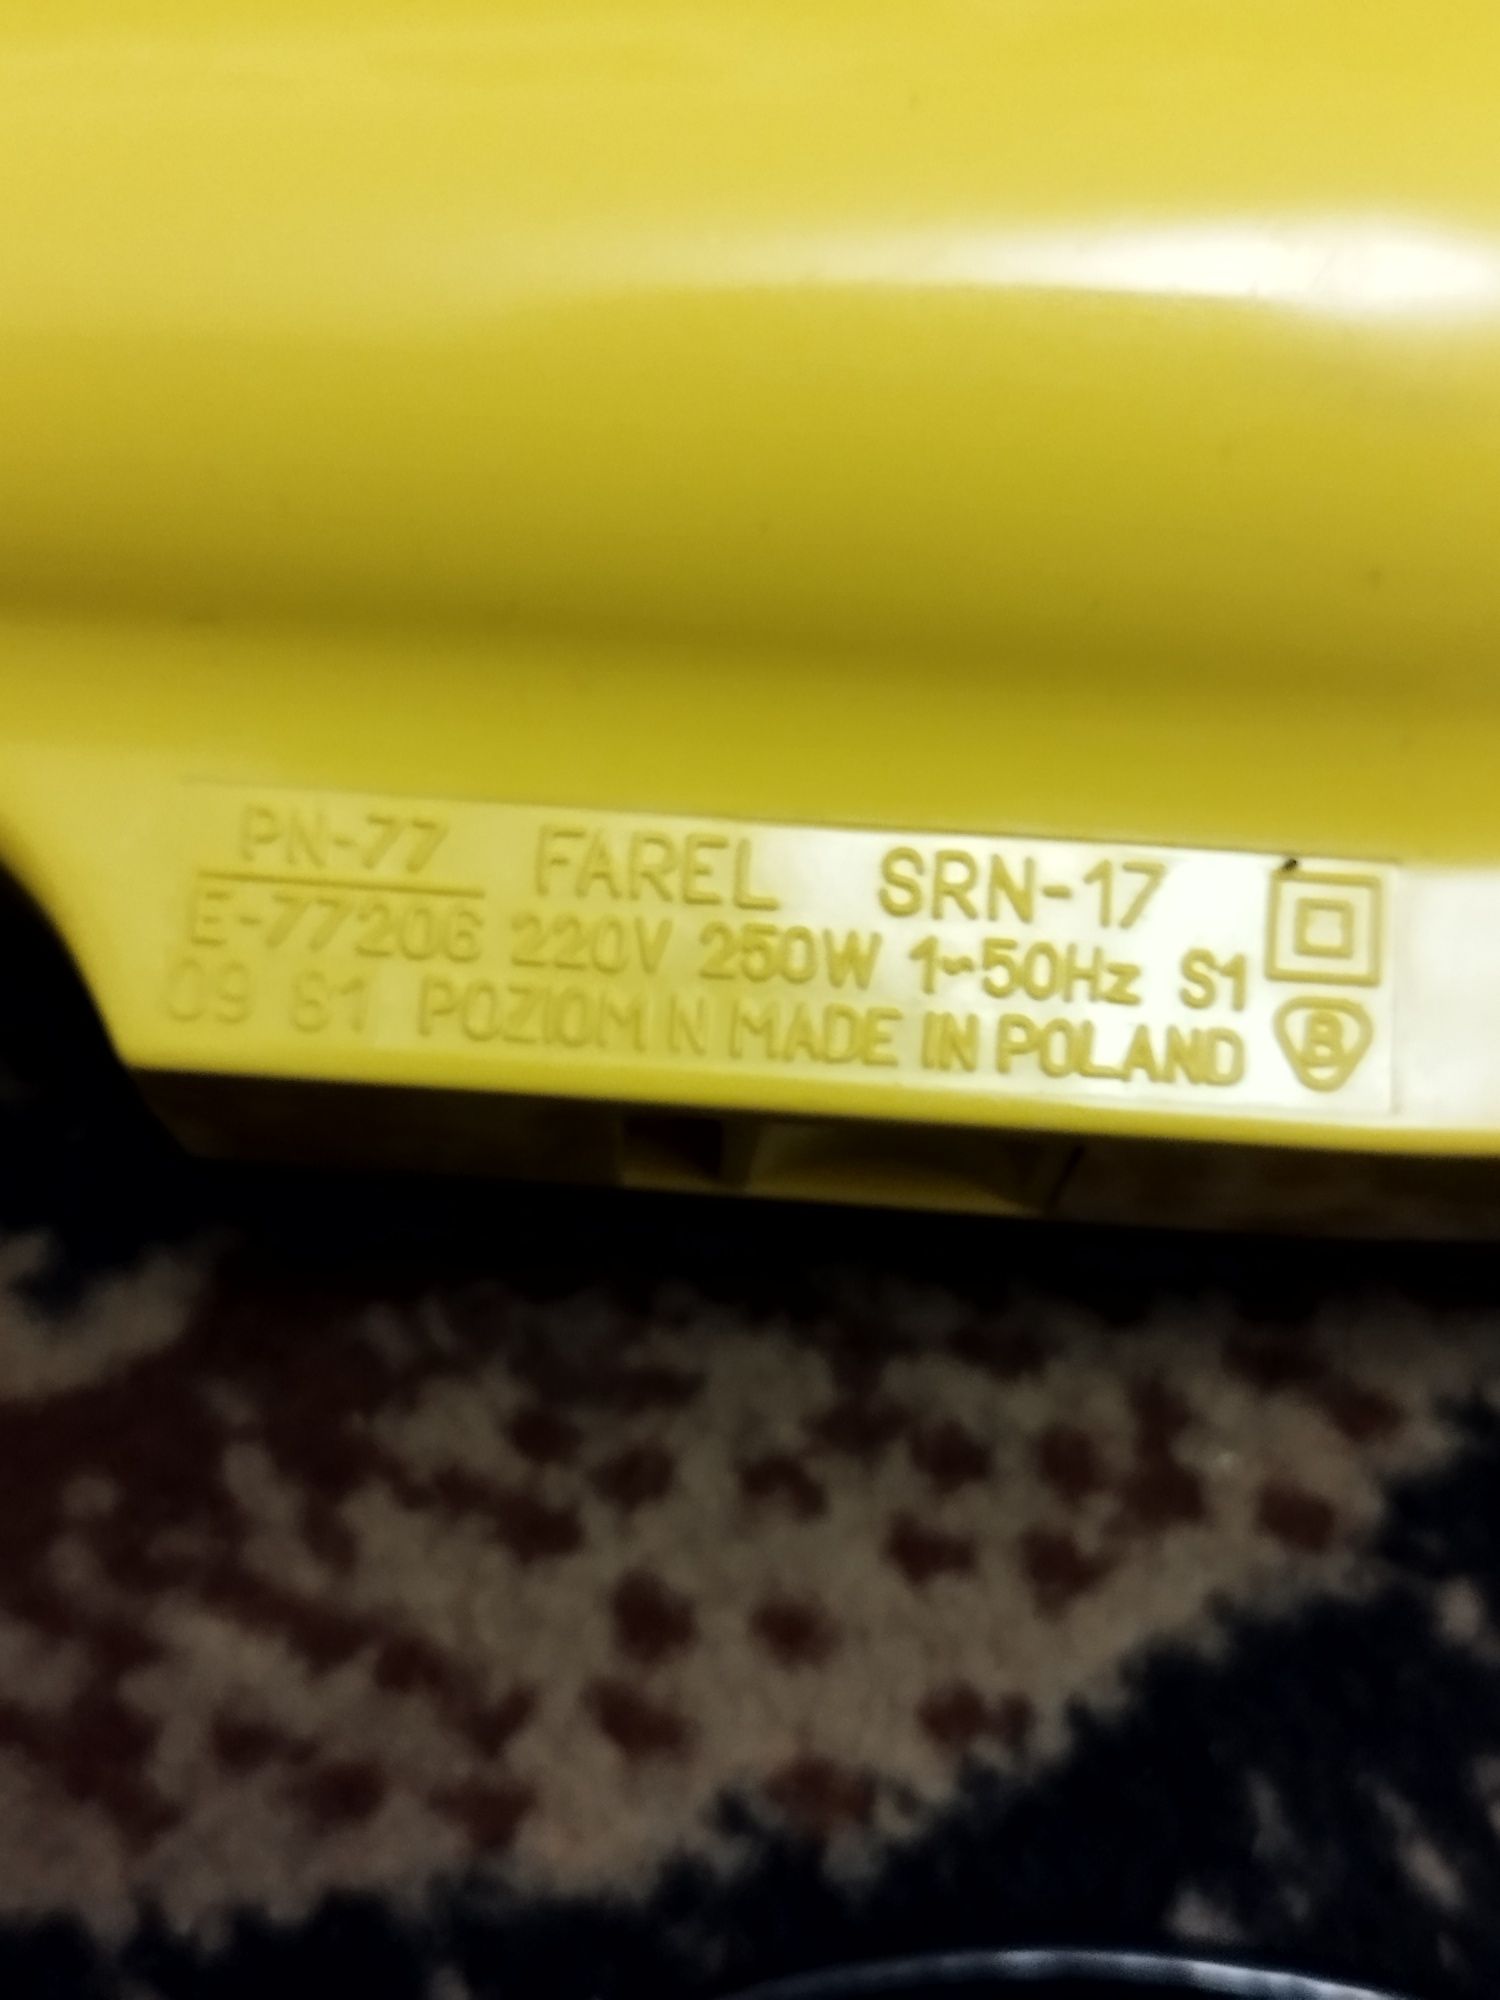 PN-77 FAREL SRN-17
E-77206 220V 250W 1~50Hz S1
09 81 POZIOM N MADE IN POLAND
B